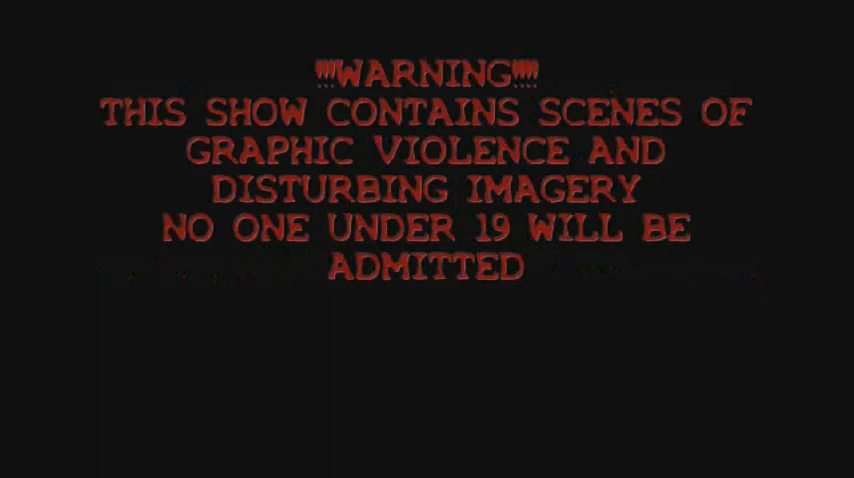 !!!!WARNING!!!!
THIS SHOW CONTAINS SCENES OF
GRAPHIC VIOLENCE AND
DISTURBING IMAGERY
NO ONE UNDER 19 WILL BE
ADMITTED